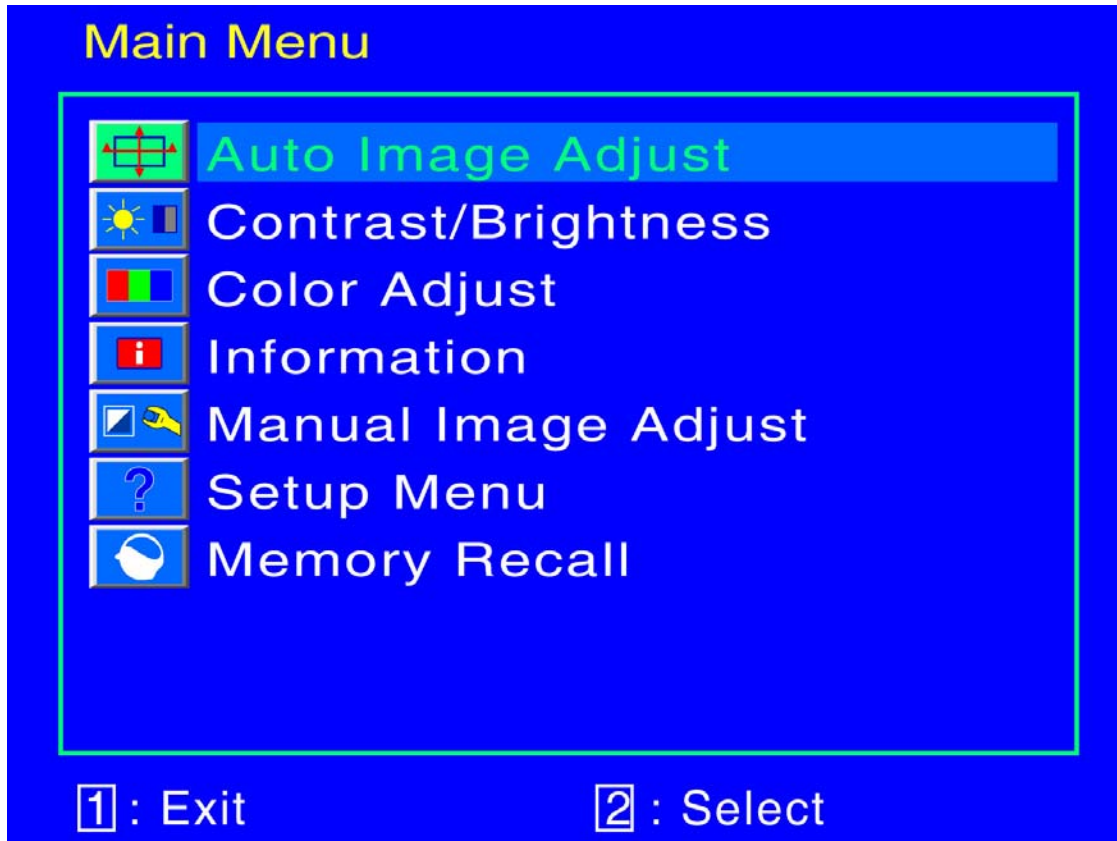 Main Menu
Auto Image Adjust
Contrast/Brightness
Color Adjust
i Information
Manual Image Adjust
? Setup Menu
Memory Recall
1 : Exit 2 : Select